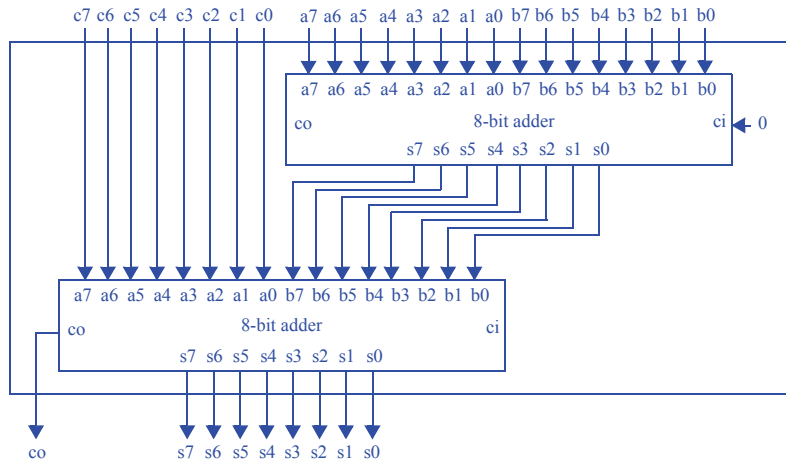 c7 c6 c5 c4 c3 c2 c1 c0 a7 a6 a5 a4 a3 a2 a1 a0 b7 b6 b5 b4 b3 b2 b1 b0
a7 a6 a5 a4 a3 a2 a1 a0 b7 b6 b5 b4 b3 b2 b1 b0
co 8-bit adder ci 0
s7 s6 s5 s4 s3 s2 s1 s0
a7 a6 a5 a4 a3 a2 a1 a0 b7 b6 b5 b4 b3 b2 b1 b0
co 8-bit adder ci
s7 s6 s5 s4 s3 s2 s1 s0
co s7 s6 s5 s4 s3 s2 s1 s0